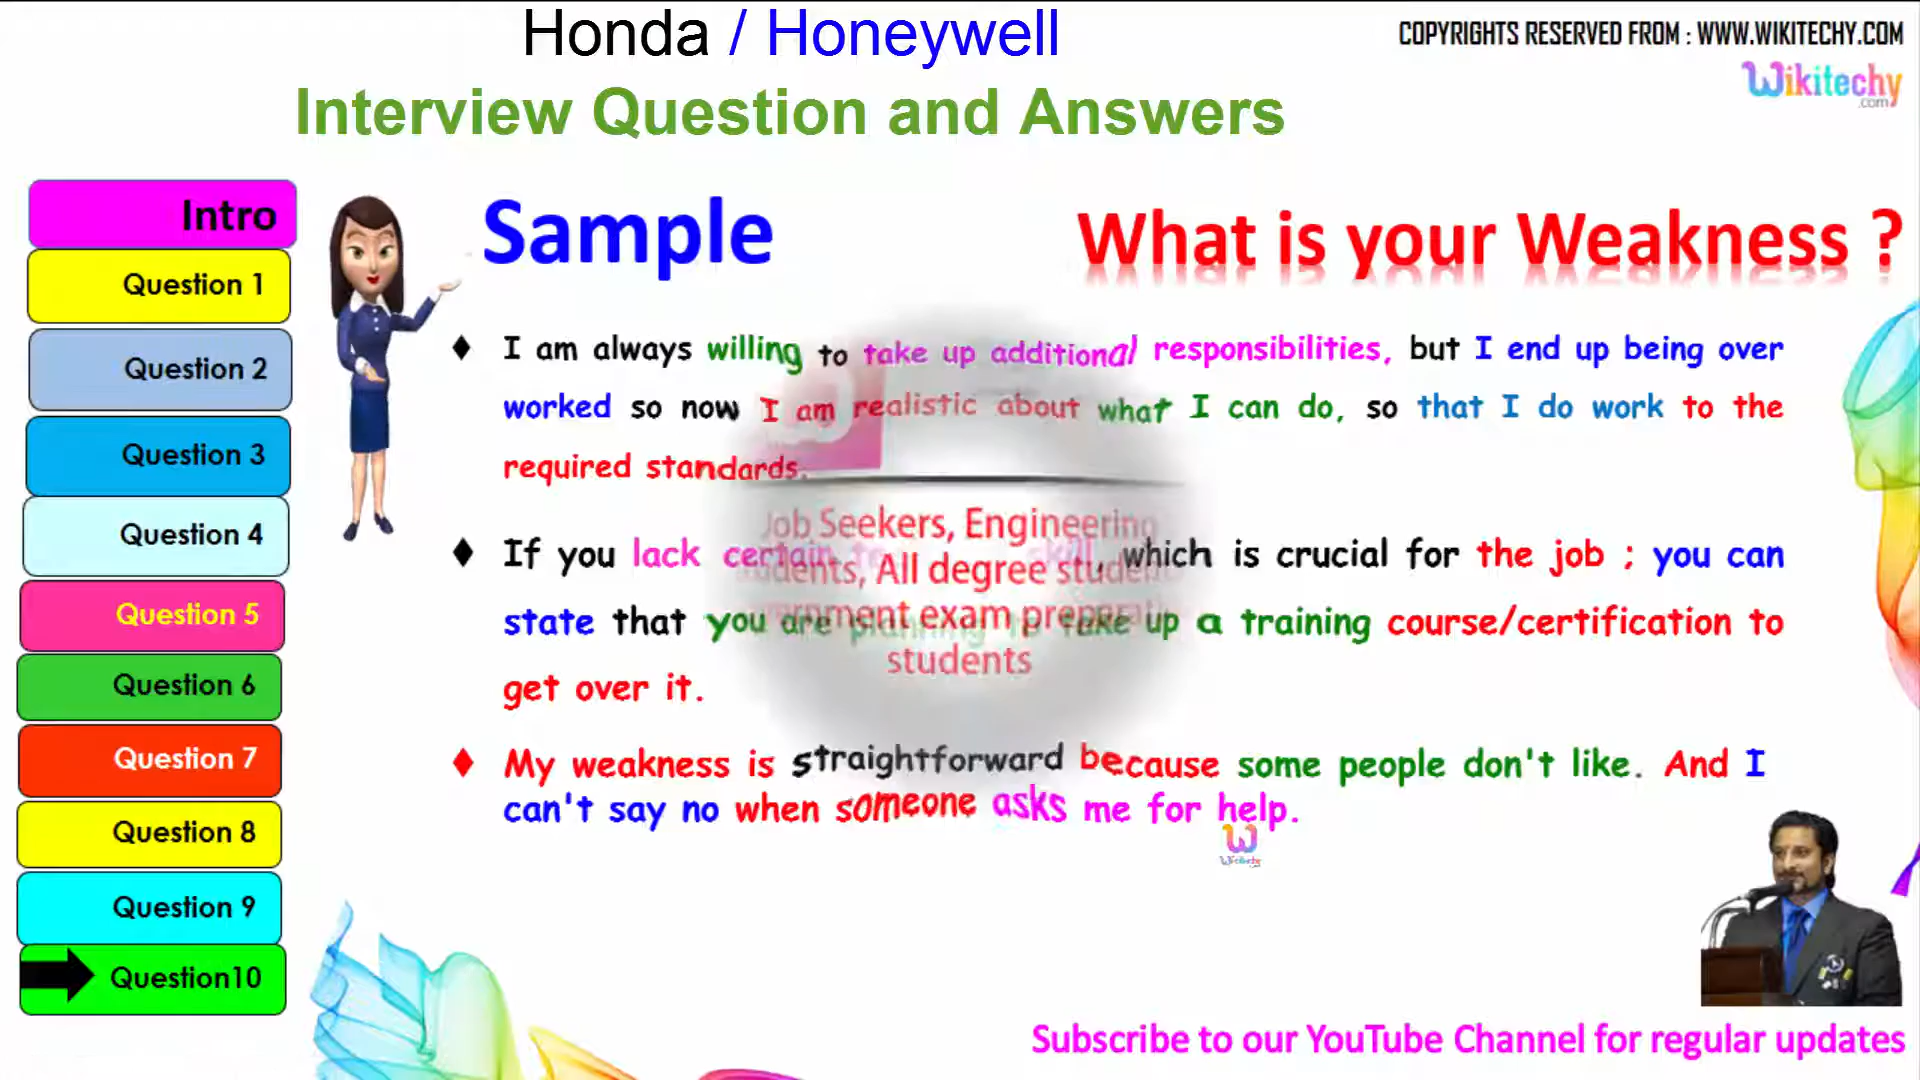 Honda / Honeywell
COPYRIGHTS RESERVED FROM : WWW.WIKITECHY.COM
Wikitechy
.com
Interview Question and Answers
Intro
Question 1
Question 2
Question 3
Question 4
Question 5
Question 6
Question 7
Question 8
Question 9
Question10
Sample
What is your Weakness ?
I am always willing to take up additional responsibilities, but I end up being over
worked so now I am realistic about what I can do, so that I do work to the
required standards.
If you lack certain skill, which is crucial for the job ; you can
state that you are planning to take up a training course/certification to
get over it.
My weakness is straightforward because some people don't like. And I
can't say no when someone asks me for help.
Job Seekers, Engineering
students, All degree students
exam
students
Wikitechy
Subscribe to our YouTube Channel for regular updates